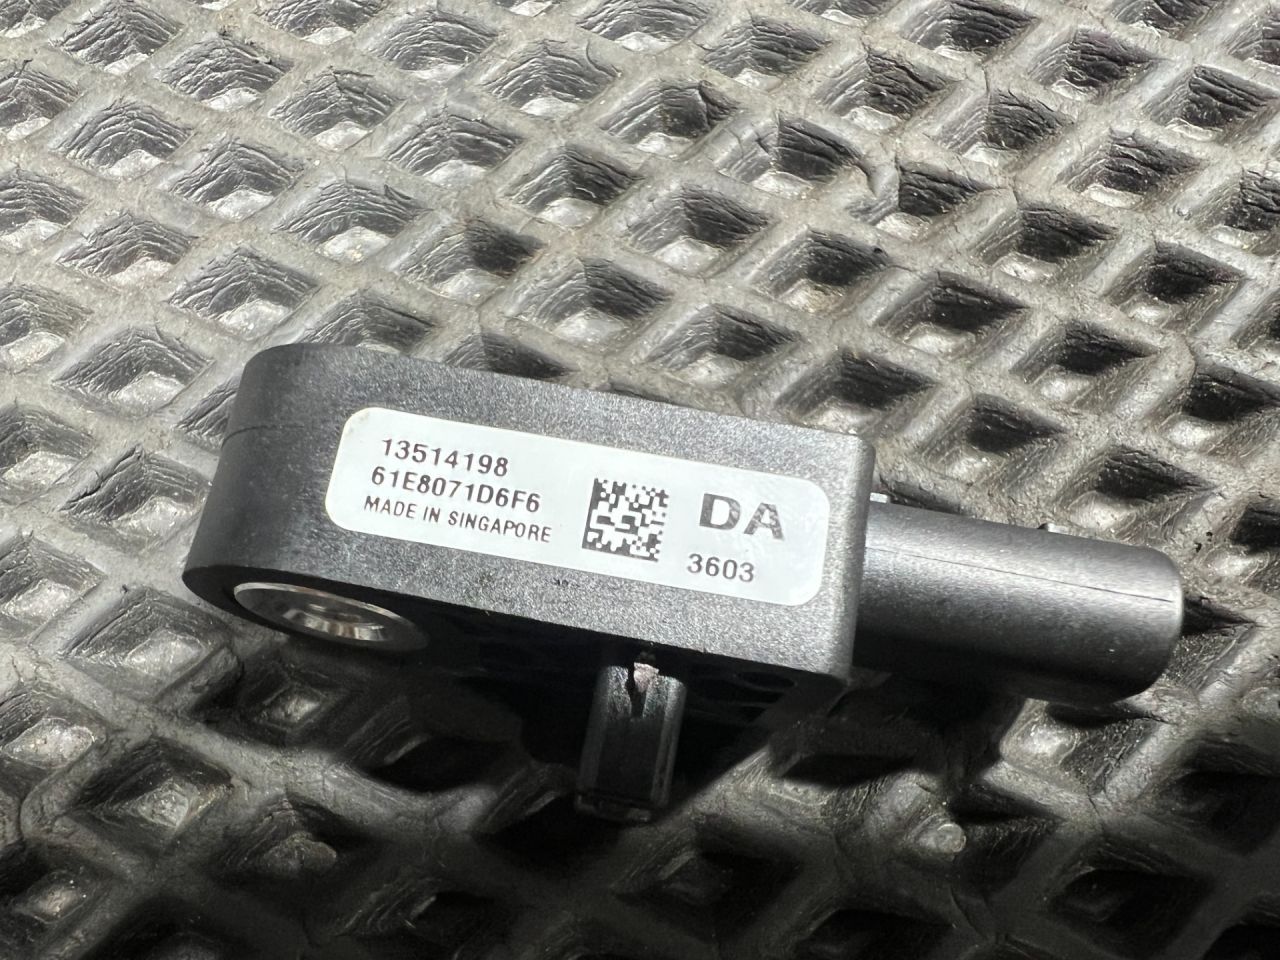 13514198
61E8071D6F6
MADE IN SINGAPORE
DA
3603